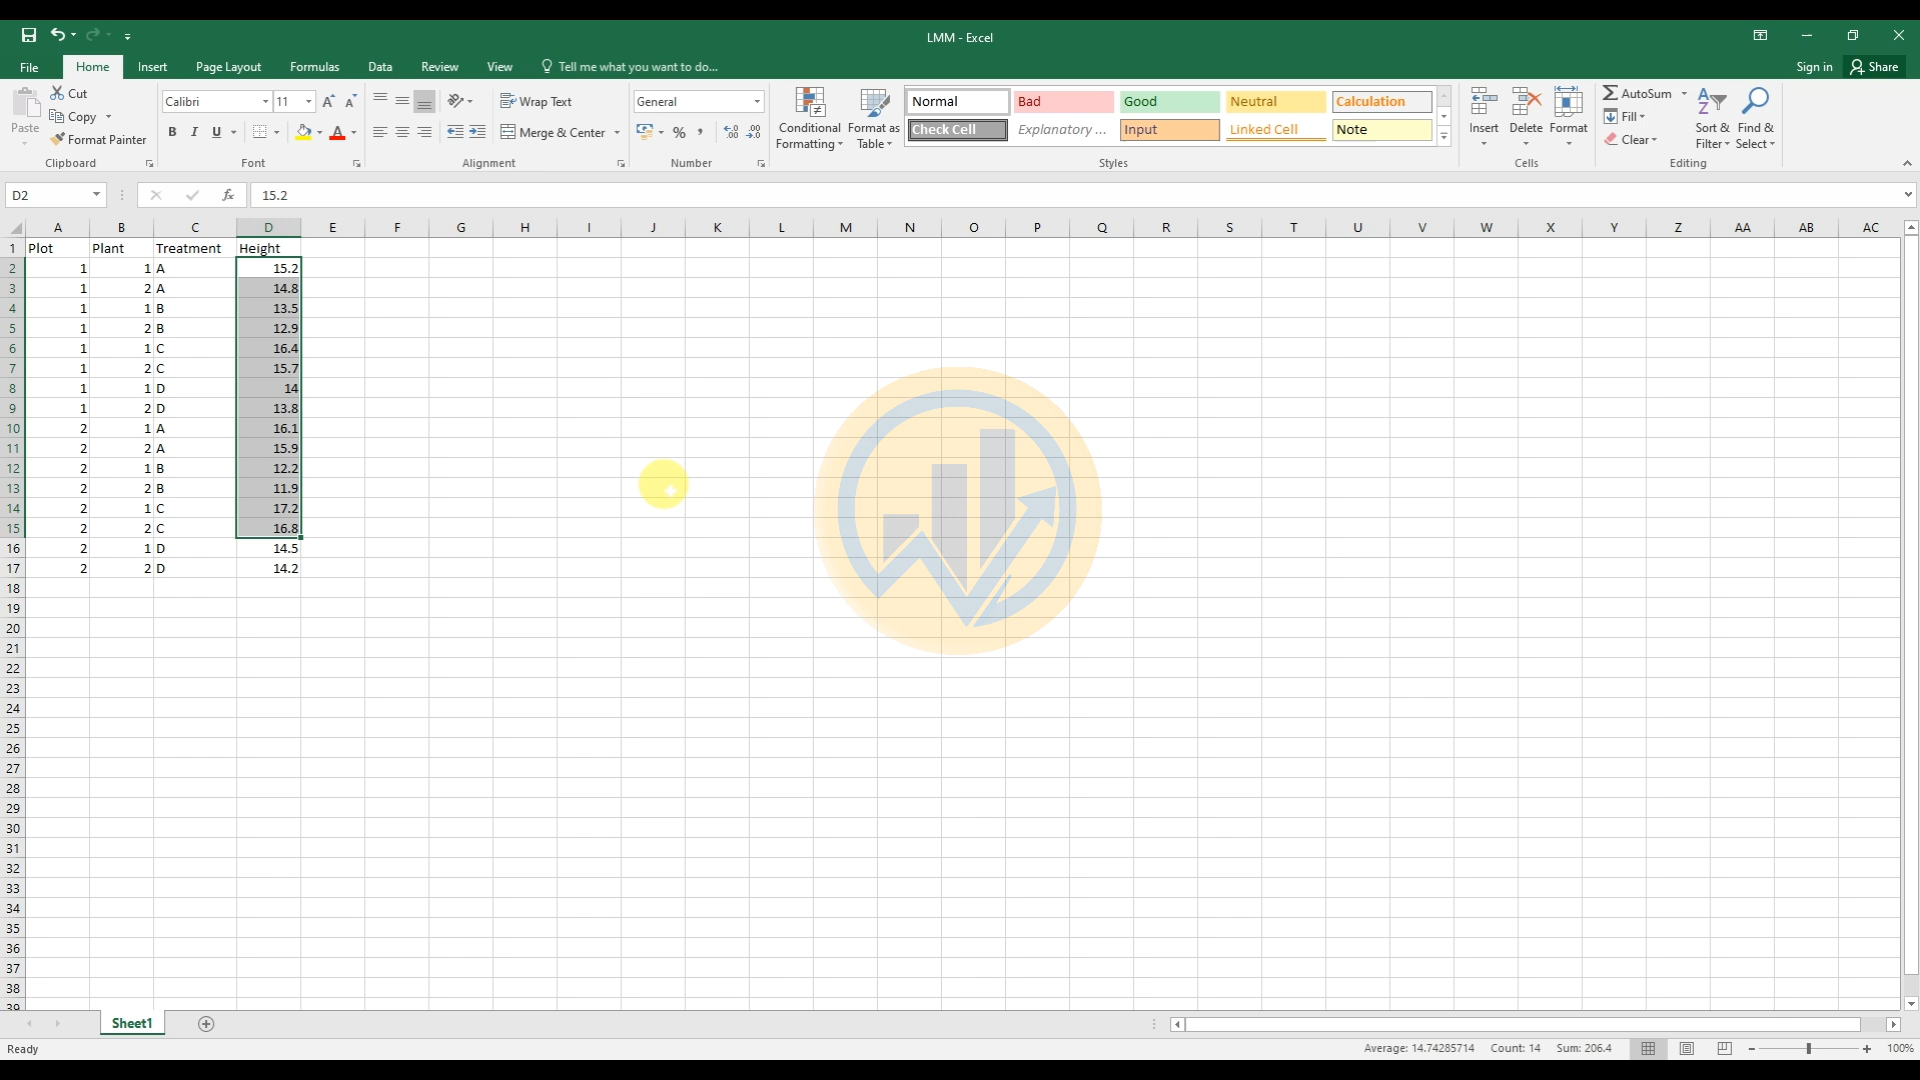 LMM - Excel
File Home Insert Page Layout Formulas Data Review View Tell me what you want to do... Sign in Share
Paste Cut Copy Format Painter Clipboard
Calibri 11 A A B I U A Font
Wrap Text Merge & Center Alignment
General % , .00 Number
Conditional Formatting Format as Table
Normal Bad Good Neutral Calculation
Check Cell Explanatory ... Input Linked Cell Note
Styles
Insert Delete Format Cells
AutoSum Fill Clear Sort & Filter Find & Select Editing
D2 fx 15.2
A B C D E F G H I J K L M N O P Q R S T U V W X Y Z AA AB AC
1 Plot Plant Treatment Height
2 1 1 A 15.2
3 1 2 A 14.8
4 1 1 B 13.5
5 1 2 B 12.9
6 1 1 C 16.4
7 1 2 C 15.7
8 1 1 D 14
9 1 2 D 13.8
10 2 1 A 16.1
11 2 2 A 15.9
12 2 1 B 12.2
13 2 2 B 11.9
14 2 1 C 17.2
15 2 2 C 16.8
16 2 1 D 14.5
17 2 2 D 14.2
18
19
20
21
22
23
24
25
26
27
28
29
30
31
32
33
34
35
36
37
38
39
Sheet1
Ready Average: 14.74285714 Count: 14 Sum: 206.4 100%